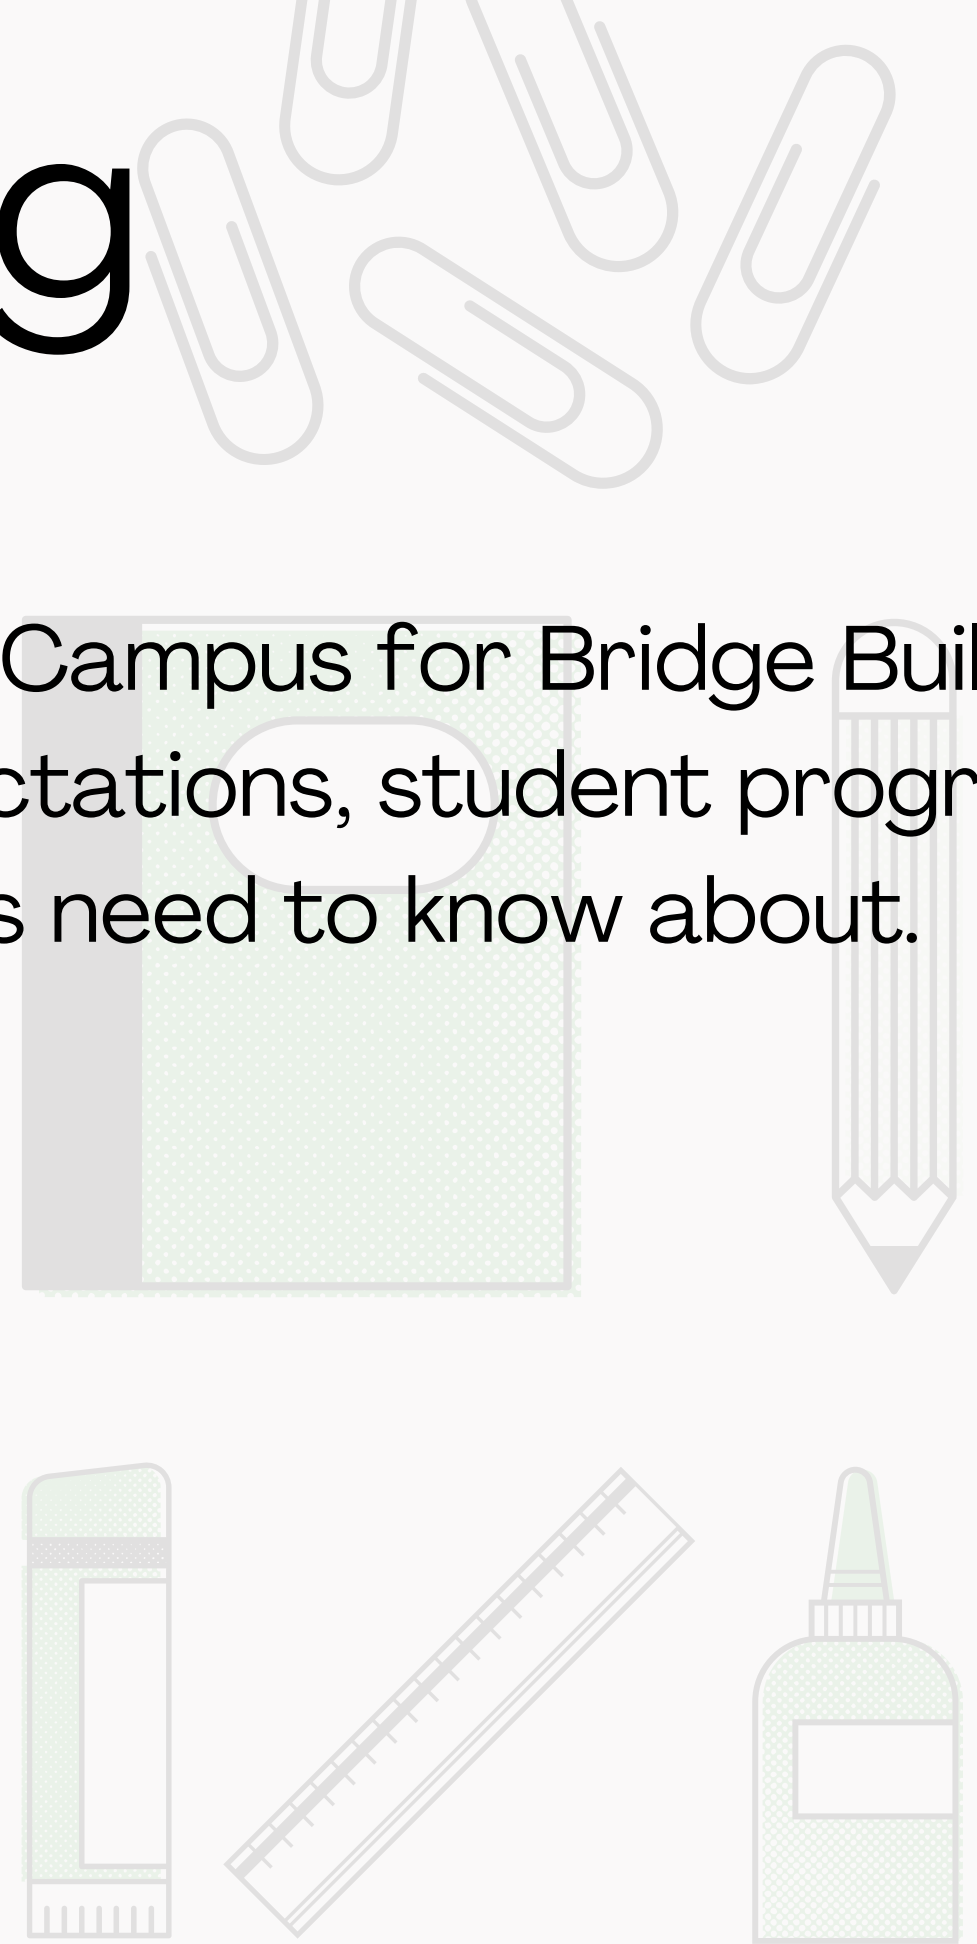 g
Campus for Bridge Buil
ctations, student progr
s need to know about.